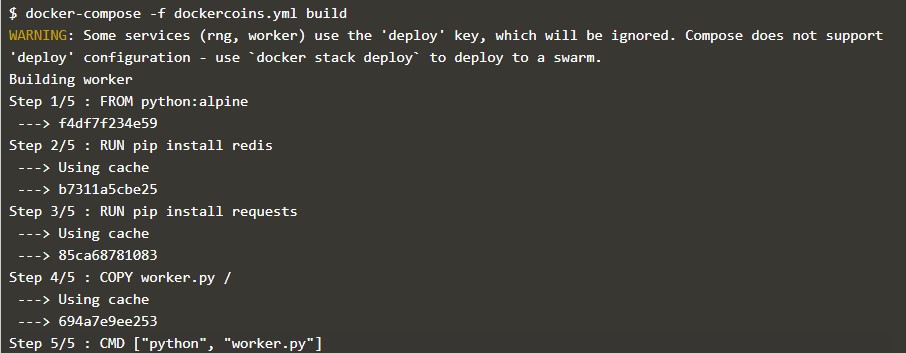 $ docker-compose -f dockercoins.yml build
WARNING: Some services (rng, worker) use the 'deploy' key, which will be ignored. Compose does not support
'deploy' configuration - use `docker stack deploy` to deploy to a swarm.
Building worker
Step 1/5 : FROM python:alpine
---> f4df7f234e59
Step 2/5 : RUN pip install redis
---> Using cache
---> b7311a5cbe25
Step 3/5 : RUN pip install requests
---> Using cache
---> 85ca68781083
Step 4/5 : COPY worker.py /
---> Using cache
---> 694a7e9ee253
Step 5/5 : CMD ["python", "worker.py"]